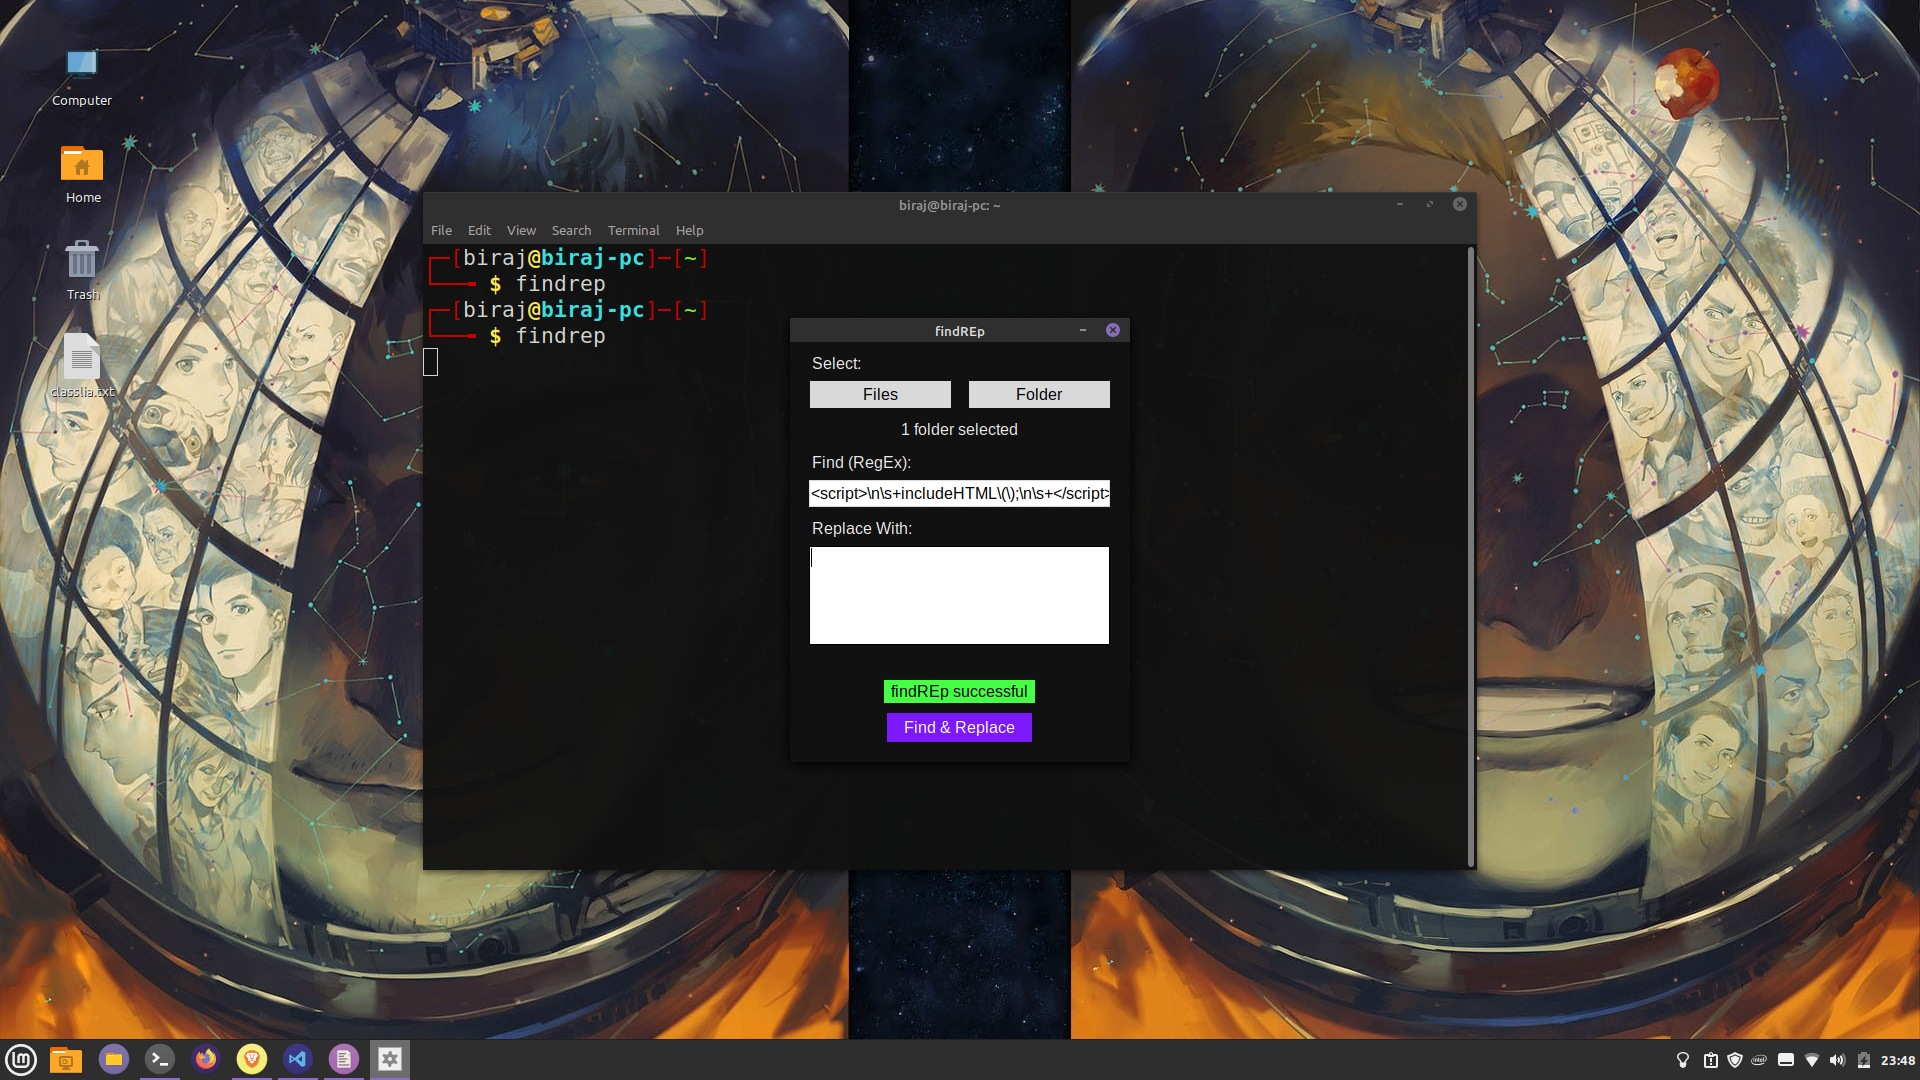 Computer
Home
Trash
classlia.txt
biraj@biraj-pc: ~
File Edit View Search Terminal Help
[biraj@biraj-pc]─[~]
$ findrep
[biraj@biraj-pc]─[~]
$ findrep
findREp
Select:
Files Folder
1 folder selected
Find (RegEx):
<script>\n\s+includeHTML\(\);\n\s+</script>
Replace With:
findREp successful
Find & Replace
lm
intel
23:48